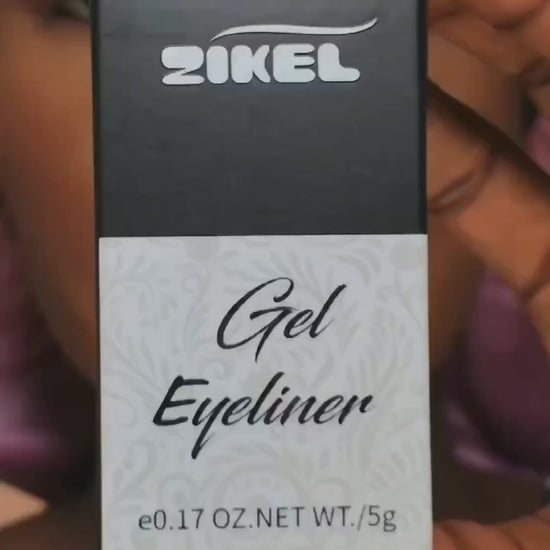 ZIKEL
Gel
Eyeliner
e0.17 OZ.NET WT./5g